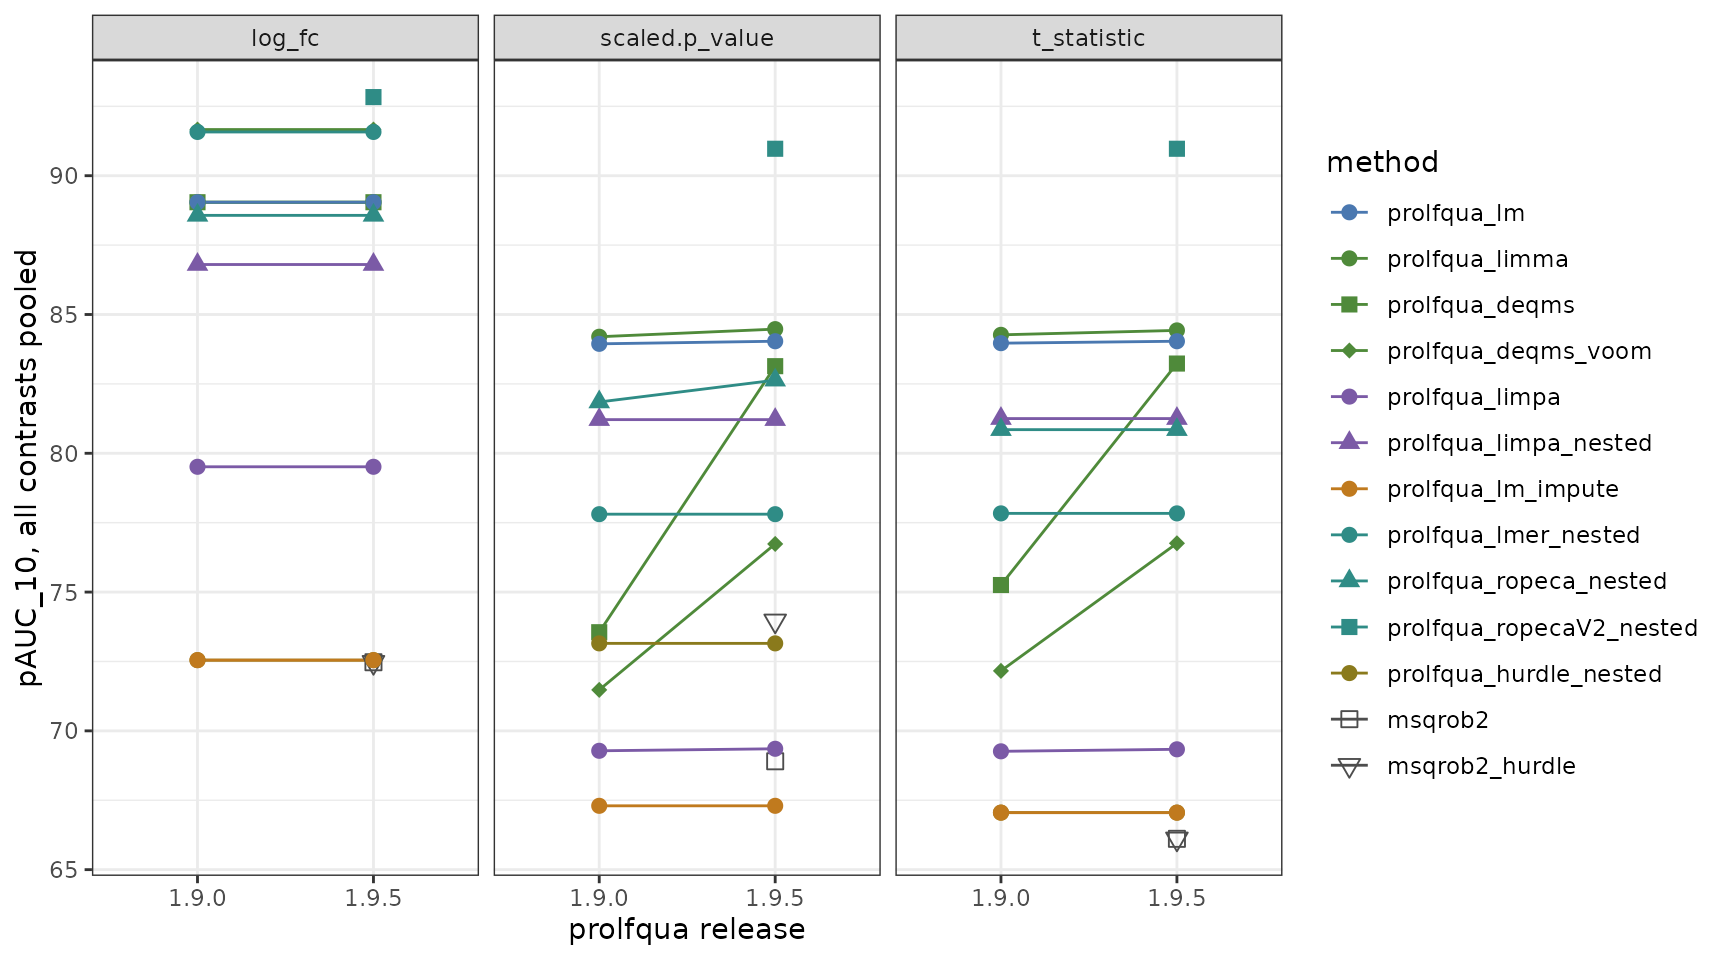 log_fc
scaled.p_value
t_statistic
pAUC_10, all contrasts pooled
90
85
80
75
70
65
1.9.0
1.9.5
1.9.0
1.9.5
1.9.0
1.9.5
prolfqua release
method
prolfqua_lm
prolfqua_limma
prolfqua_deqms
prolfqua_deqms_voom
prolfqua_limpa
prolfqua_limpa_nested
prolfqua_lm_impute
prolfqua_lmer_nested
prolfqua_ropeca_nested
prolfqua_ropecaV2_nested
prolfqua_hurdle_nested
msqrob2
msqrob2_hurdle